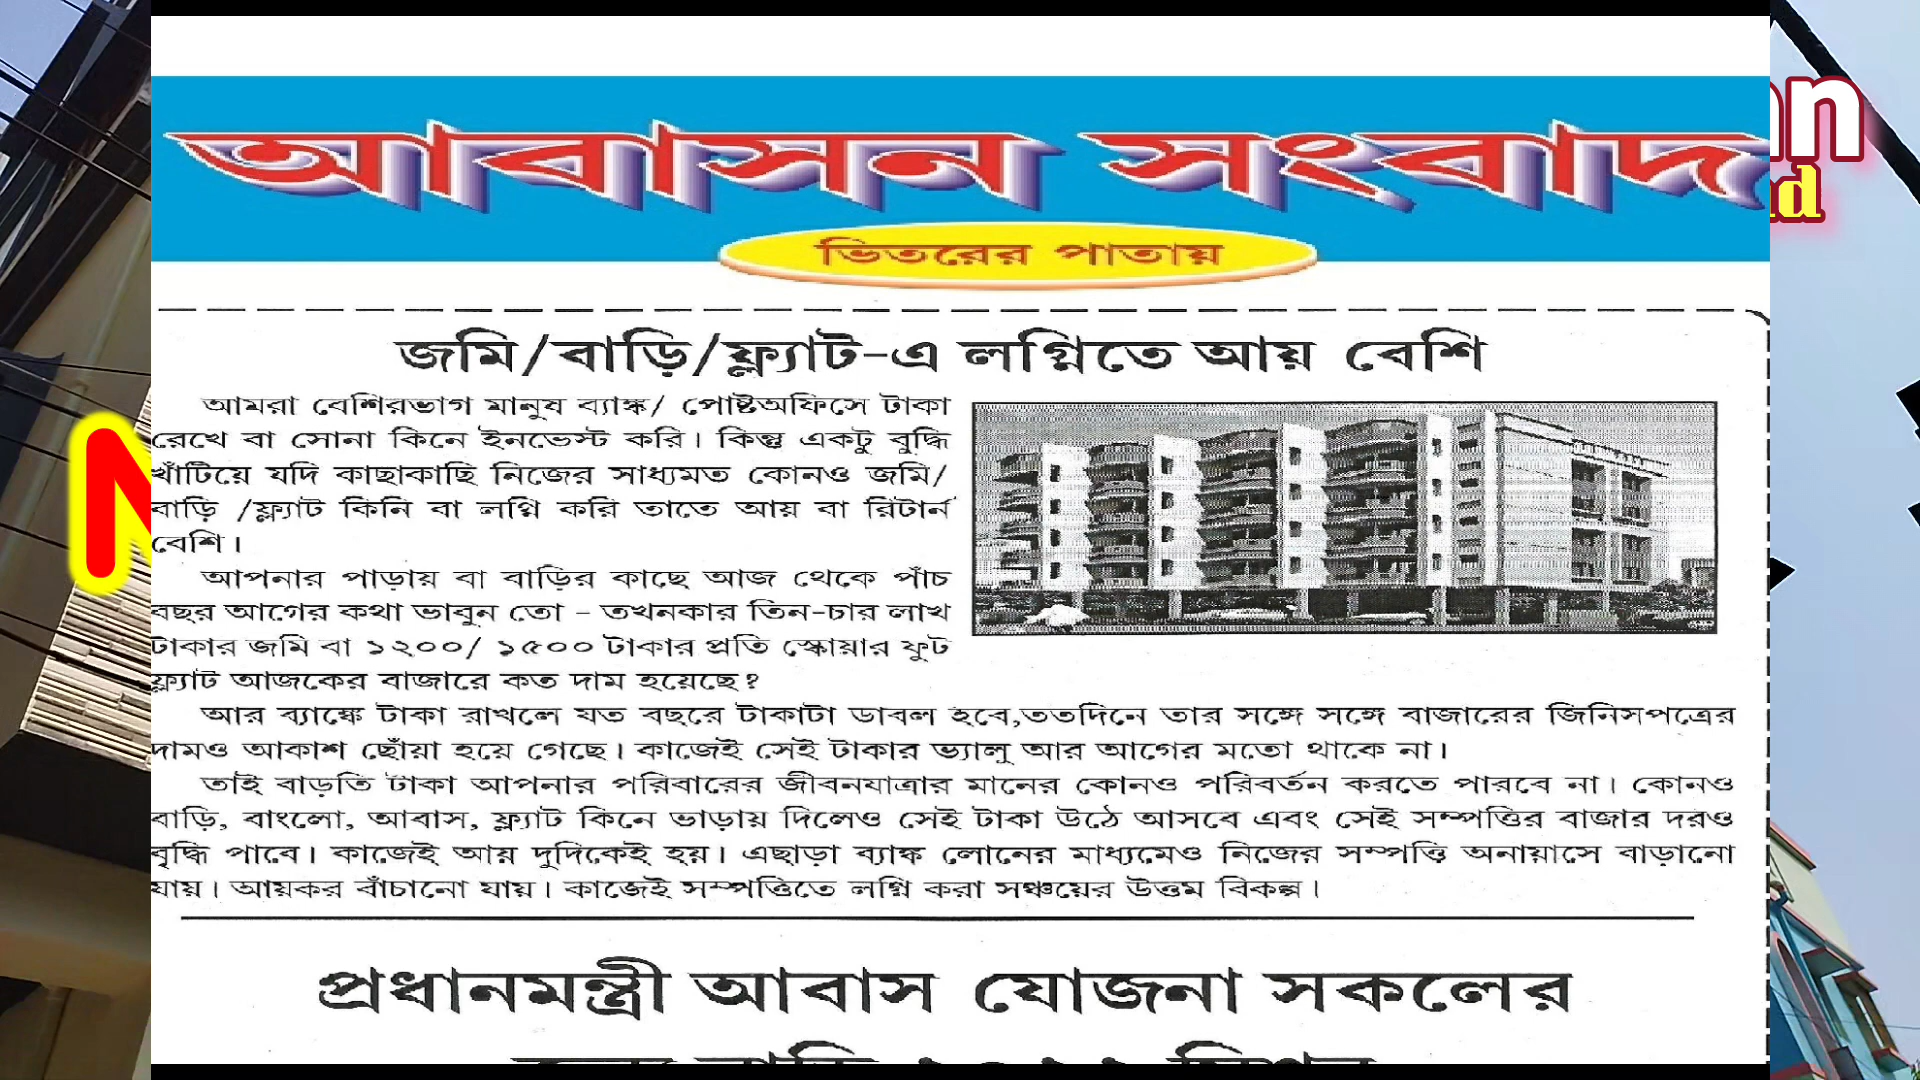 আবাসন সংবাদ
ভিতরের পাতায়
জমি/বাড়ি/ফ্ল্যাট-এ লগ্নিতে আয় বেশি
আমরা বেশিরভাগ মানুষ ব্যাঙ্ক/ পোষ্টঅফিসে টাকা
রেখে বা সোনা কিনে ইনভেস্ট করি। কিন্তু একটু বুদ্ধি
খাঁটিয়ে যদি কাছাকাছি নিজের সাধ্যমত কোনও জমি/
বাড়ি /ফ্ল্যাট কিনি বা লগ্নি করি তাতে আয় বা রিটার্ন
বেশি।
আপনার পাড়ায় বা বাড়ির কাছে আজ থেকে পাঁচ
বছর আগের কথা ভাবুন তো - তখনকার তিন-চার লাখ
টাকার জমি বা ১২০০/ ১৫০০ টাকার প্রতি স্কোয়ার ফুট
ফ্ল্যাট আজকের বাজারে কত দাম হয়েছে?
আর ব্যাঙ্কে টাকা রাখলে যত বছরে টাকাটা ডাবল হবে,ততদিনে তার সঙ্গে সঙ্গে বাজারের জিনিসপত্রের
দামও আকাশ ছোঁয়া হয়ে গেছে। কাজেই সেই টাকার ভ্যালু আর আগের মতো থাকে না।
তাই বাড়তি টাকা আপনার পরিবারের জীবনযাত্রার মানের কোনও পরিবর্তন করতে পারবে না। কোনও
বাড়ি, বাংলো, আবাস, ফ্ল্যাট কিনে ভাড়ায় দিলেও সেই টাকা উঠে আসবে এবং সেই সম্পত্তির বাজার দরও
বৃদ্ধি পাবে। কাজেই আয় দুদিকেই হয়। এছাড়া ব্যাঙ্ক লোনের মাধ্যমেও নিজের সম্পত্তি অনায়াসে বাড়ানো
যায়। আয়কর বাঁচানো যায়। কাজেই সম্পত্তিতে লগ্নি করা সঞ্চয়ের উত্তম বিকল্প।
প্রধানমন্ত্রী আবাস যোজনা সকলের